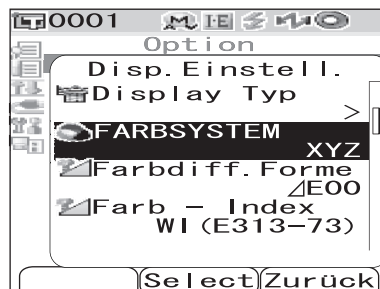 0001 M I·E
Option
Disp.Einstell.
Display Typ
>
FARBSYSTEM
XYZ
Farbdiff.Forme
⊿E00
Farb – Index
WI(E313–73)
Select Zurück